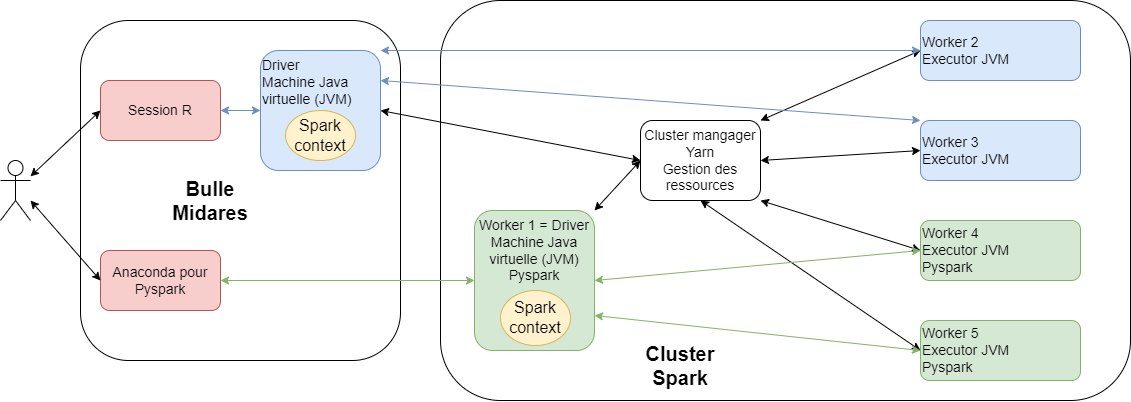 Session R
Driver
Machine Java
virtuelle (JVM)
Spark
context
Bulle
Midares
Anaconda pour
Pyspark
Cluster mangager
Yarn
Gestion des
ressources
Worker 1 = Driver
Machine Java
virtuelle (JVM)
Pyspark
Spark
context
Cluster
Spark
Worker 2
Executor JVM
Worker 3
Executor JVM
Worker 4
Executor JVM
Pyspark
Worker 5
Executor JVM
Pyspark